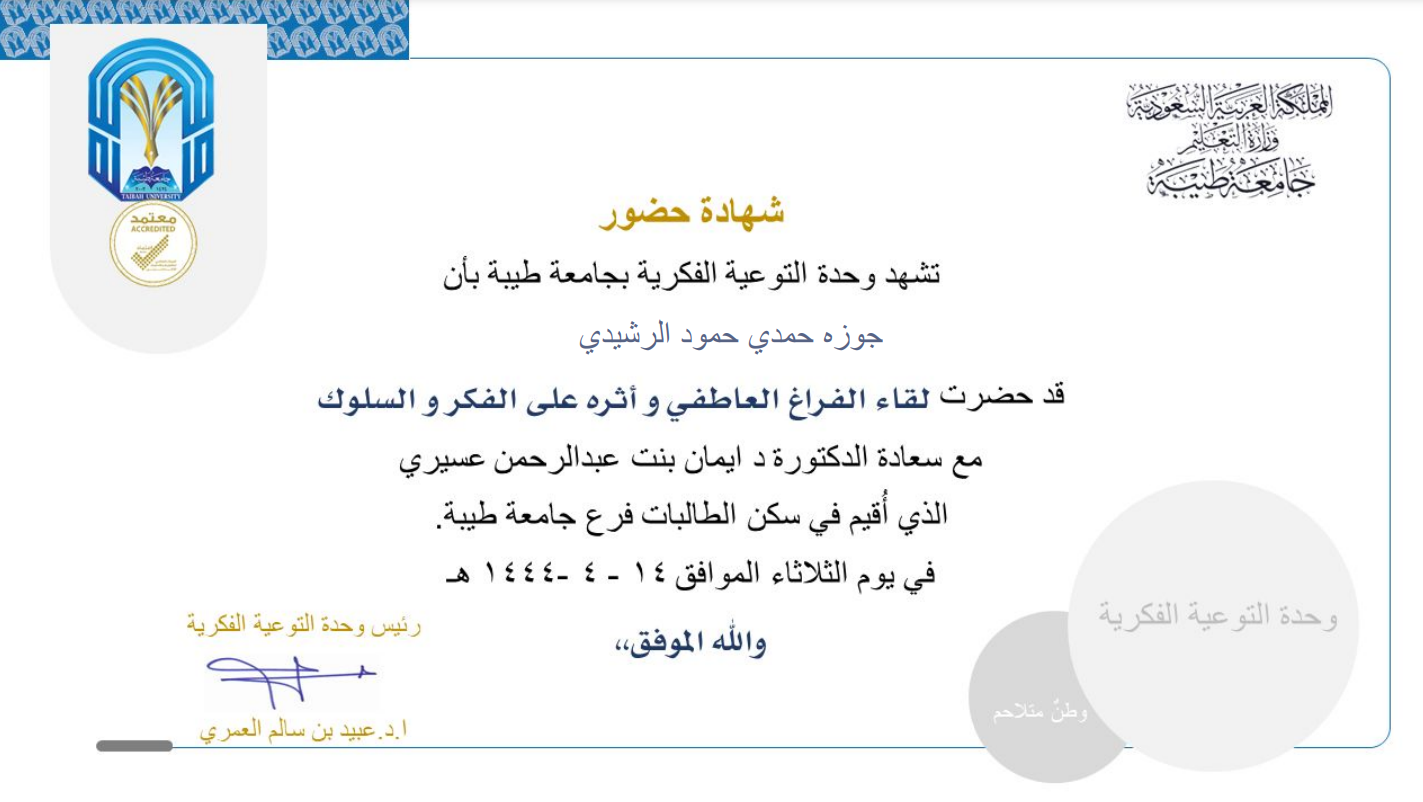 المملكة العربية السعودية
وزارة التعليم
جامعة طيبة
جامعة طيبة
TAIBAH UNIVERSITY
معتمد
ACCREDITED
شهادة حضور
تشهد وحدة التوعية الفكرية بجامعة طيبة بأن
جوزه حمدي حمود الرشيدي
قد حضرت لقاء الفراغ العاطفي و أثره على الفكر و السلوك
مع سعادة الدكتورة د ايمان بنت عبدالرحمن عسيري
الذي أُقيم في سكن الطالبات فرع جامعة طيبة.
في يوم الثلاثاء الموافق ١٤ - ٤ -١٤٤٤ هـ
والله الموفق،،
رئيس وحدة التوعية الفكرية
ا.د.عبيد بن سالم العمري
وحدة التوعية الفكرية
وطنٌ متلاحم